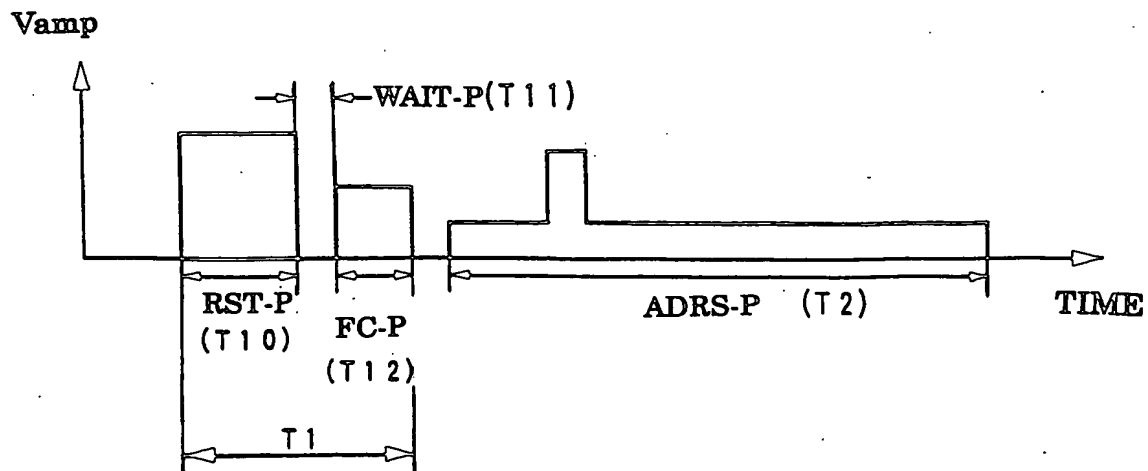 Vamp
WAIT-P(T11)
RST-P
(T10)
FC-P
(T12)
ADRS-P (T2)
TIME
T1